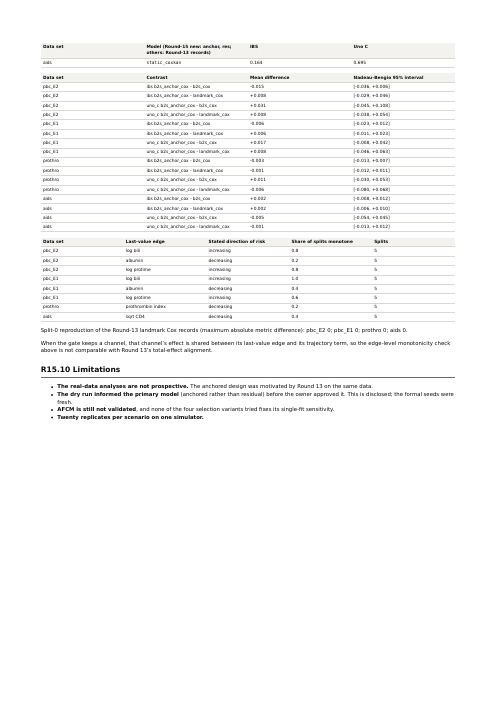 Data set Model (Round-15 new: anchor, res; others: Round-13 records) IBS Uno C
aids static_coxian 0.164 0.695
Data set Contrast Mean difference Nadeau-Bengio 95% interval
pbc_E2 ibs b2s_anchor_cox - b2s_cox -0.015 [-0.036, +0.006]
pbc_E2 ibs b2s_anchor_cox - landmark_cox +0.008 [-0.029, +0.046]
pbc_E2 uno_c b2s_anchor_cox - b2s_cox +0.031 [-0.045, +0.108]
pbc_E2 uno_c b2s_anchor_cox - landmark_cox +0.008 [-0.038, +0.054]
pbc_E1 ibs b2s_anchor_cox - b2s_cox -0.006 [-0.023, +0.012]
pbc_E1 ibs b2s_anchor_cox - landmark_cox +0.006 [-0.011, +0.023]
pbc_E1 uno_c b2s_anchor_cox - b2s_cox +0.017 [-0.008, +0.042]
pbc_E1 uno_c b2s_anchor_cox - landmark_cox +0.008 [-0.046, +0.063]
prothro ibs b2s_anchor_cox - b2s_cox -0.003 [-0.013, +0.007]
prothro ibs b2s_anchor_cox - landmark_cox -0.001 [-0.012, +0.011]
prothro uno_c b2s_anchor_cox - b2s_cox +0.011 [-0.030, +0.053]
prothro uno_c b2s_anchor_cox - landmark_cox -0.006 [-0.080, +0.068]
aids ibs b2s_anchor_cox - b2s_cox +0.002 [-0.008, +0.012]
aids ibs b2s_anchor_cox - landmark_cox +0.002 [-0.006, +0.010]
aids uno_c b2s_anchor_cox - b2s_cox -0.005 [-0.054, +0.045]
aids uno_c b2s_anchor_cox - landmark_cox -0.001 [-0.013, +0.012]
Data set Last-value edge Stated direction of risk Share of splits monotone Splits
pbc_E2 log bili increasing 0.8 5
pbc_E2 albumin decreasing 0.2 5
pbc_E2 log protime increasing 0.8 5
pbc_E1 log bili increasing 1.0 5
pbc_E1 albumin decreasing 0.4 5
pbc_E1 log protime increasing 0.6 5
prothro prothrombin index decreasing 0.2 5
aids sqrt CD4 decreasing 0.4 5
Split-0 reproduction of the Round-13 landmark Cox records (maximum absolute metric difference): pbc_E2 0; pbc_E1 0; prothro 0; aids 0.
When the gate keeps a channel, that channel's effect is shared between its last-value edge and its trajectory term, so the edge-level monotonicity check
above is not comparable with Round 13's total-effect alignment.
R15.10 Limitations
• The real-data analyses are not prospective. The anchored design was motivated by Round 13 on the same data.
• The dry run informed the primary model (anchored rather than residual) before the owner approved it. This is disclosed; the formal seeds were
fresh.
• AFCM is still not validated, and none of the four selection variants tried fixes its single-fit sensitivity.
• Twenty replicates per scenario on one simulator.